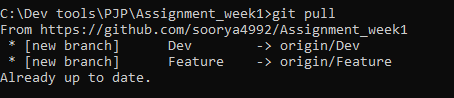 C:\Dev tools\PJP\Assignment_week1>git pull
From https://github.com/soorya4992/Assignment_week1
 * [new branch]      Dev        -> origin/Dev
 * [new branch]      Feature    -> origin/Feature
Already up to date.